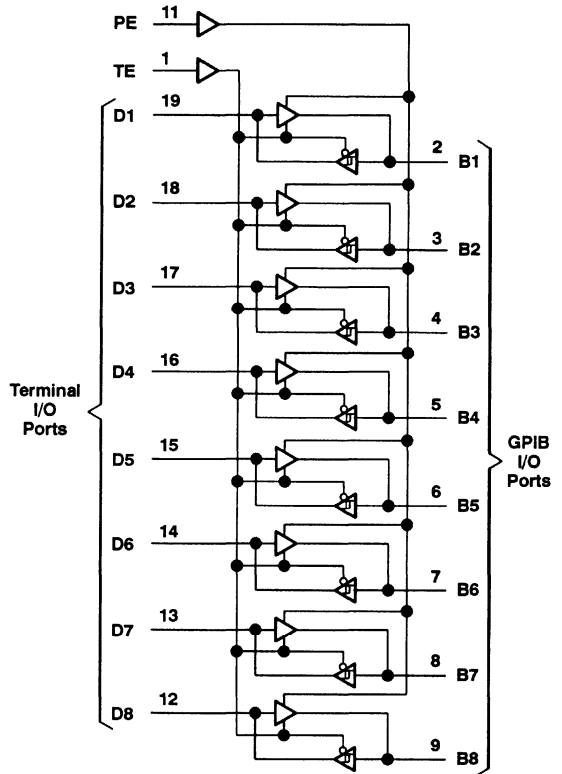 PE 11
TE 1
D1 19
2 B1
D2 18
3 B2
D3 17
4 B3
D4 16
5 B4
Terminal
I/O
Ports
D5 15
GPIB
I/O
Ports
6 B5
D6 14
7 B6
D7 13
8 B7
D8 12
9 B8